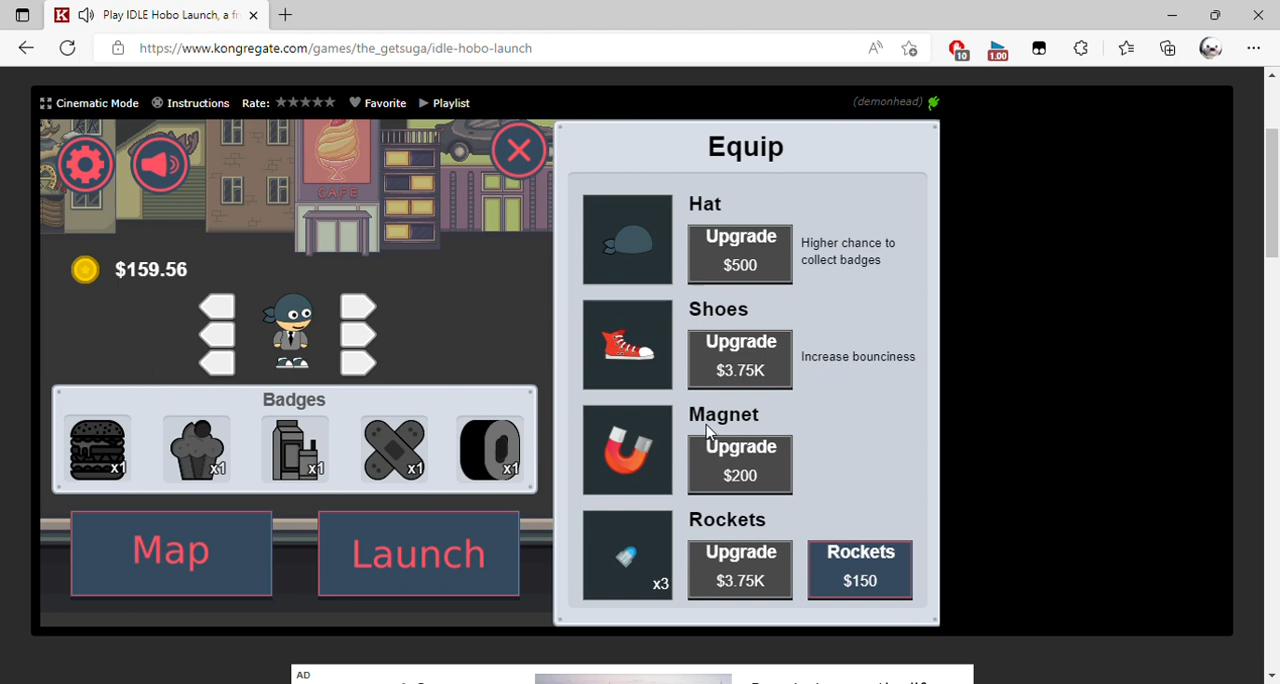 Play IDLE Hobo Launch, a fr
https://www.kongregate.com/games/the_getsuga/idle-hobo-launch
10
1.00
Cinematic Mode Instructions Rate: Favorite Playlist
(demonhead)
CAFE
$159.56
Badges
x1 x1 x1 x1 x1
Map
Launch
Equip
Hat
Upgrade
$500
Higher chance to
collect badges
Shoes
Upgrade
$3.75K
Increase bounciness
Magnet
Upgrade
$200
Rockets
x3
Upgrade
$3.75K
Rockets
$150
AD